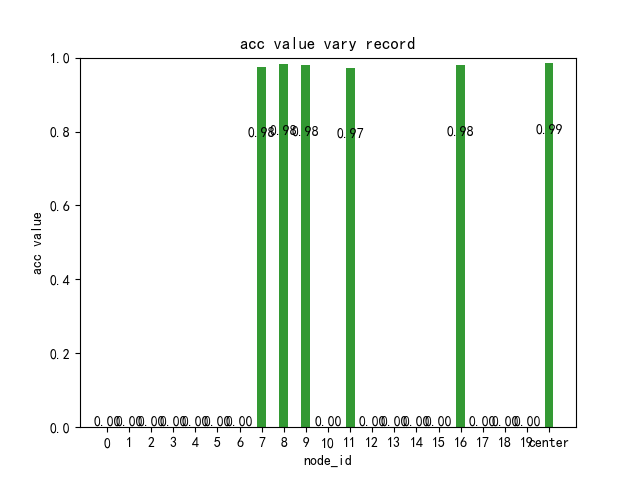 acc value vary record
acc value
1.0
0.8
0.6
0.4
0.2
0.0
0.98 0.98 0.98 0.97 0.98 0.99
0.00 0.00 0.00 0.00 0.00 0.00 0.00 0.00 0.00 0.00 0.00 0.00 0.00 0.00 0.00
0 1 2 3 4 5 6 7 8 9 10 11 12 13 14 15 16 17 18 19 center
node_id